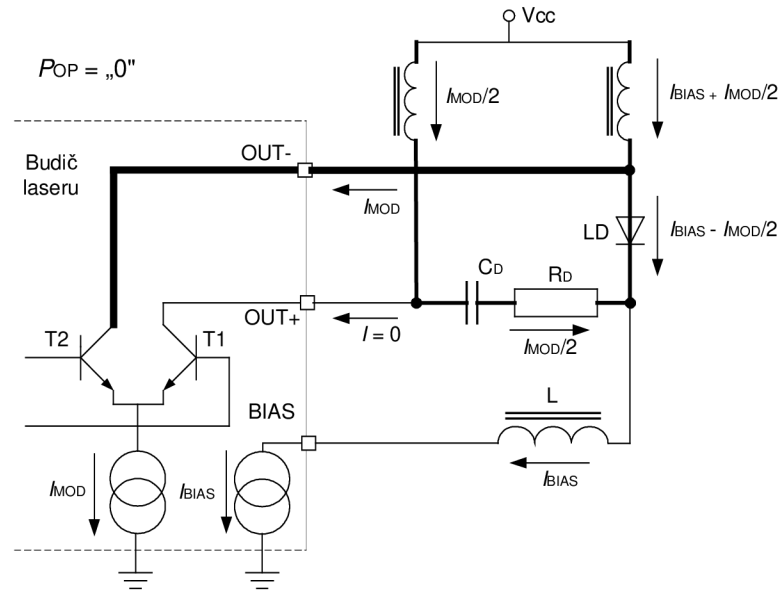 Vcc
POP = „0"
IMOD/2
IBIAS + IMOD/2
Budič
laseru
OUT-
IMOD
LD
IBIAS - IMOD/2
CD
RD
OUT+
I = 0
IMOD/2
T2
T1
BIAS
L
IMOD
IBIAS
IBIAS